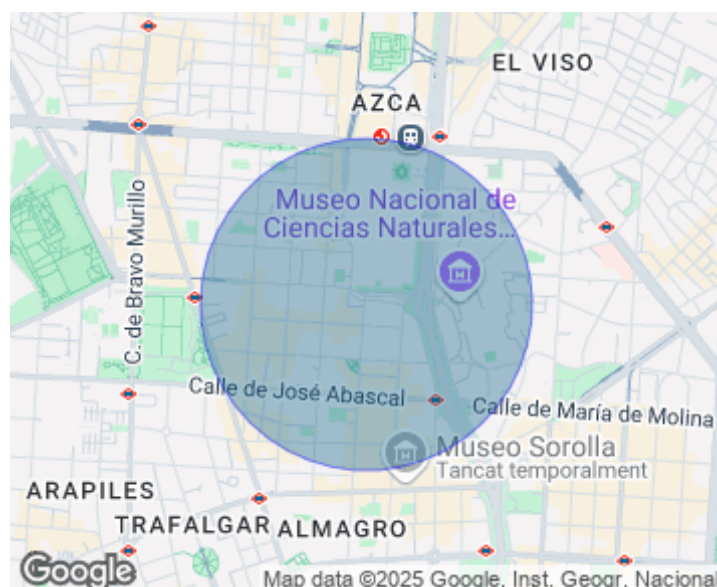 EL VISO
AZCA
Museo Nacional de
Ciencias Naturales...
C. de Bravo Murillo
Calle de José Abascal
Calle de María de Molina
Museo Sorolla
Tancat temporalment
ARAPILES
TRAFALGAR
ALMAGRO
Google
Map data ©2025 Google, Inst. Geogr. Nacional